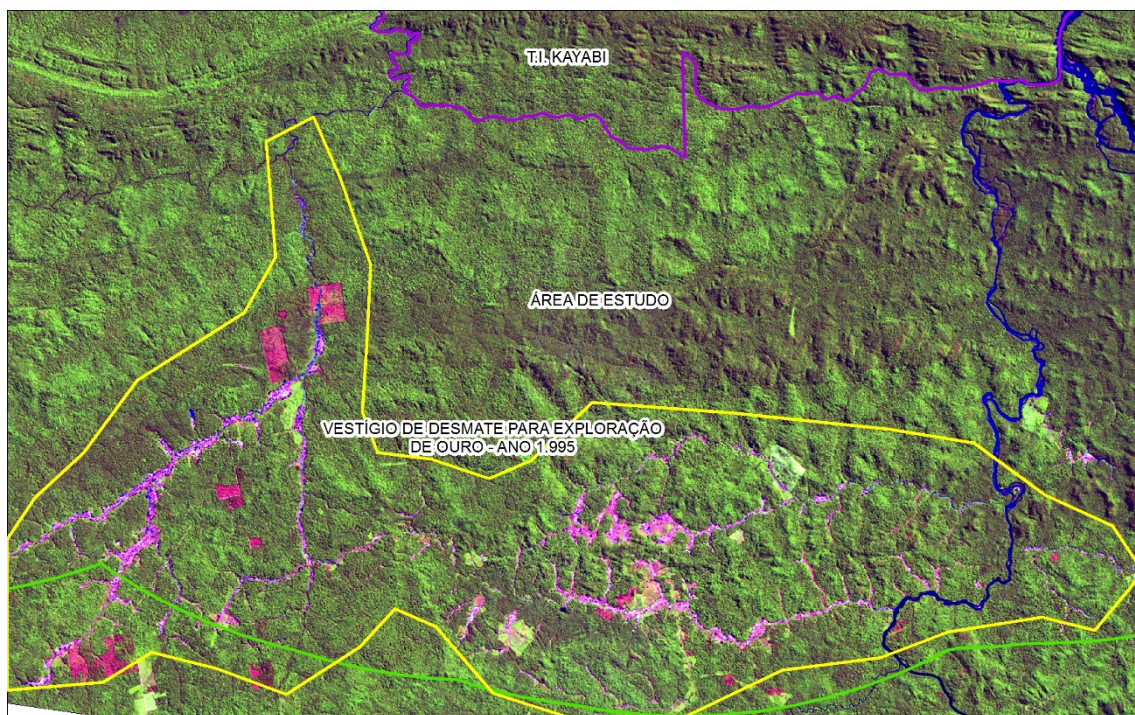 T.I. KAYABI
ÁREA DE ESTUDO
VESTÍGIO DE DESMATE PARA EXPLORAÇÃO
DE OURO - ANO 1.995